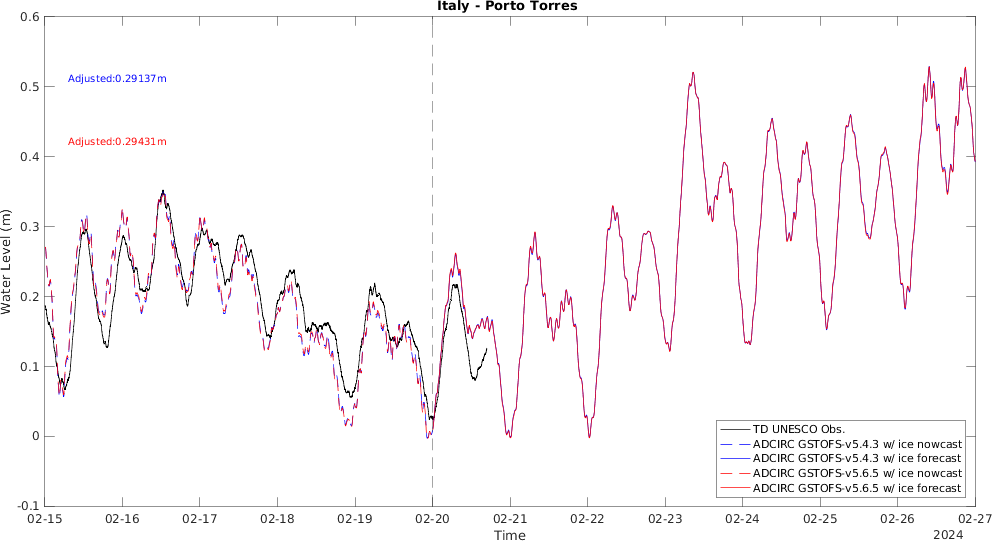 Italy - Porto Torres
0.6
0.5
0.4
0.3
0.2
0.1
0
-0.1
Water Level (m)
Adjusted:0.29137m
Adjusted:0.29431m
TD UNESCO Obs.
ADCIRC GSTOFS-v5.4.3 w/ ice nowcast
ADCIRC GSTOFS-v5.4.3 w/ ice forecast
ADCIRC GSTOFS-v5.6.5 w/ ice nowcast
ADCIRC GSTOFS-v5.6.5 w/ ice forecast
02-15 02-16 02-17 02-18 02-19 02-20 02-21 02-22 02-23 02-24 02-25 02-26 02-27
Time
2024